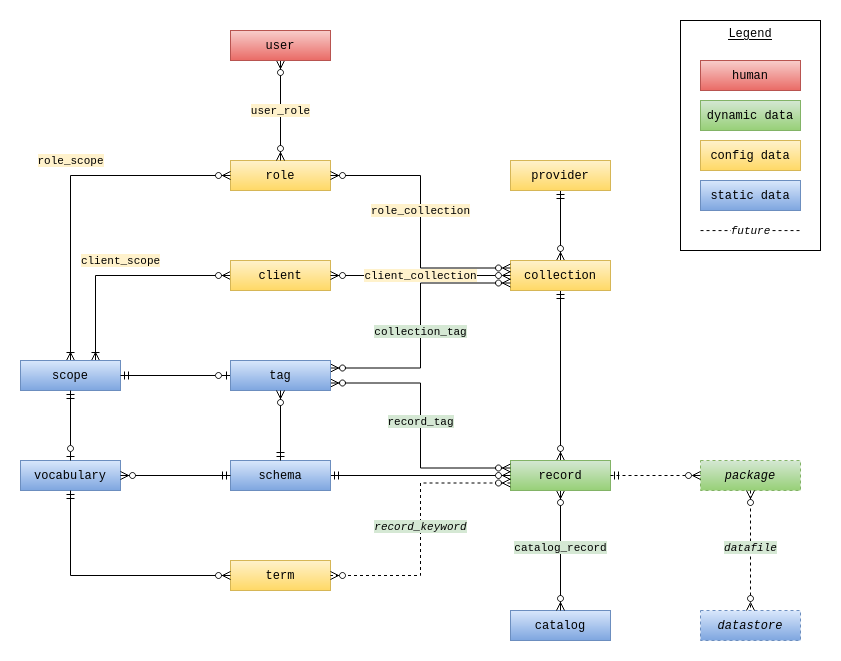 Legend
user
human
user_role
dynamic data
role_scope
config data
role
provider
static data
role_collection
future
client_scope
client
client_collection
collection
collection_tag
scope
tag
record_tag
vocabulary
schema
record
package
record_keyword
catalog_record
datafile
term
catalog
datastore